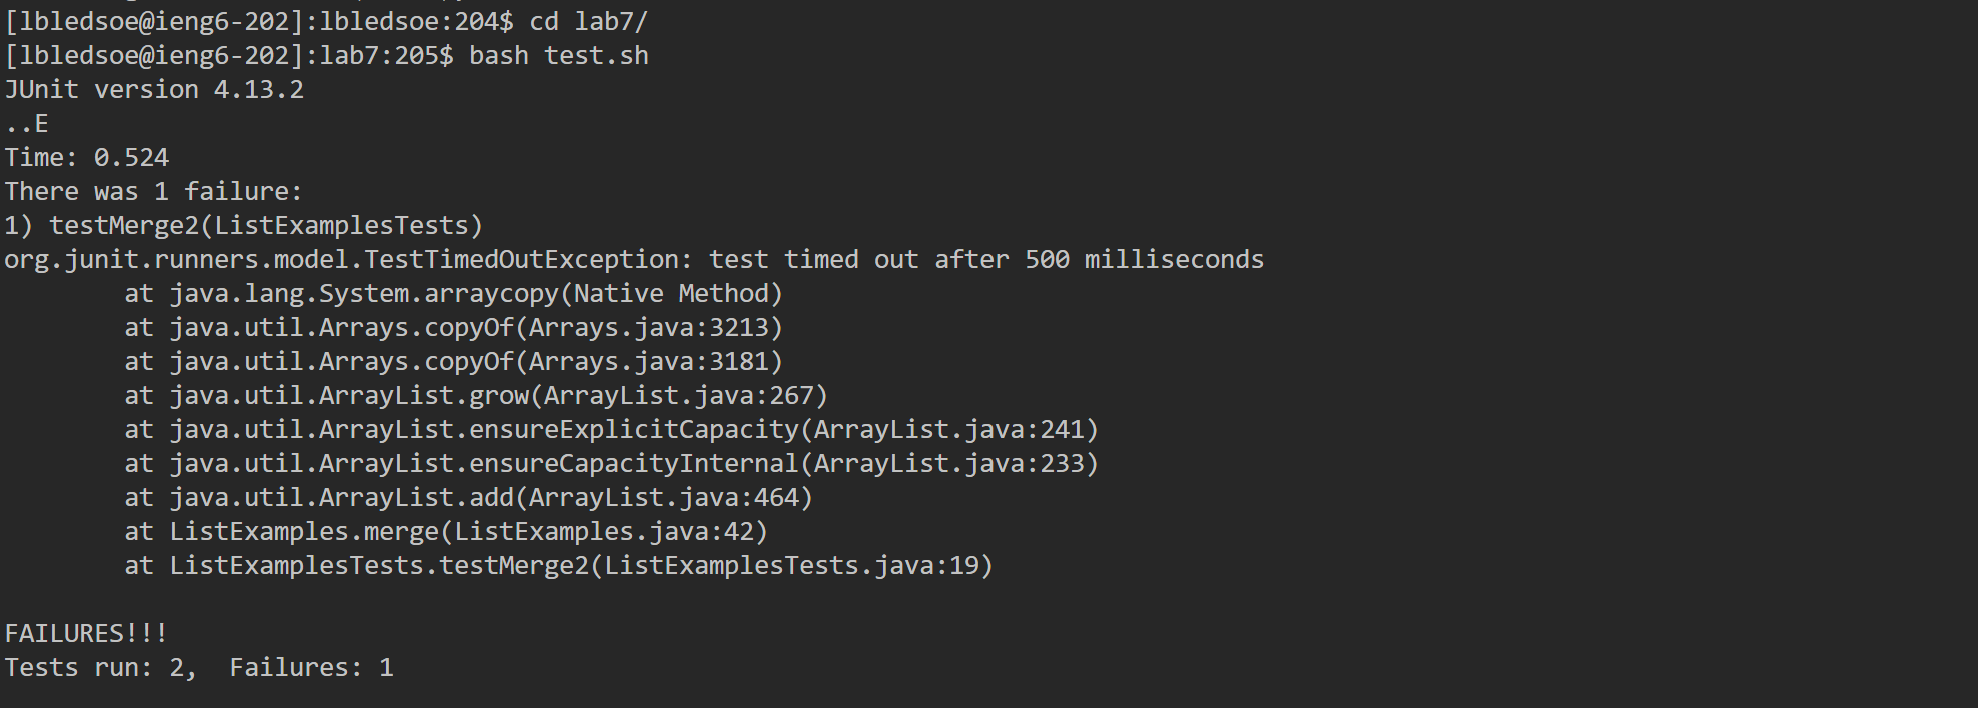 [lbledsoe@ieng6-202]:lbledsoe:204$ cd lab7/
[lbledsoe@ieng6-202]:lab7:205$ bash test.sh
JUnit version 4.13.2
..E
Time: 0.524
There was 1 failure:
1) testMerge2(ListExamplesTests)
org.junit.runners.model.TestTimedOutException: test timed out after 500 milliseconds
        at java.lang.System.arraycopy(Native Method)
        at java.util.Arrays.copyOf(Arrays.java:3213)
        at java.util.Arrays.copyOf(Arrays.java:3181)
        at java.util.ArrayList.grow(ArrayList.java:267)
        at java.util.ArrayList.ensureExplicitCapacity(ArrayList.java:241)
        at java.util.ArrayList.ensureCapacityInternal(ArrayList.java:233)
        at java.util.ArrayList.add(ArrayList.java:464)
        at ListExamples.merge(ListExamples.java:42)
        at ListExamplesTests.testMerge2(ListExamplesTests.java:19)

FAILURES!!!
Tests run: 2,  Failures: 1